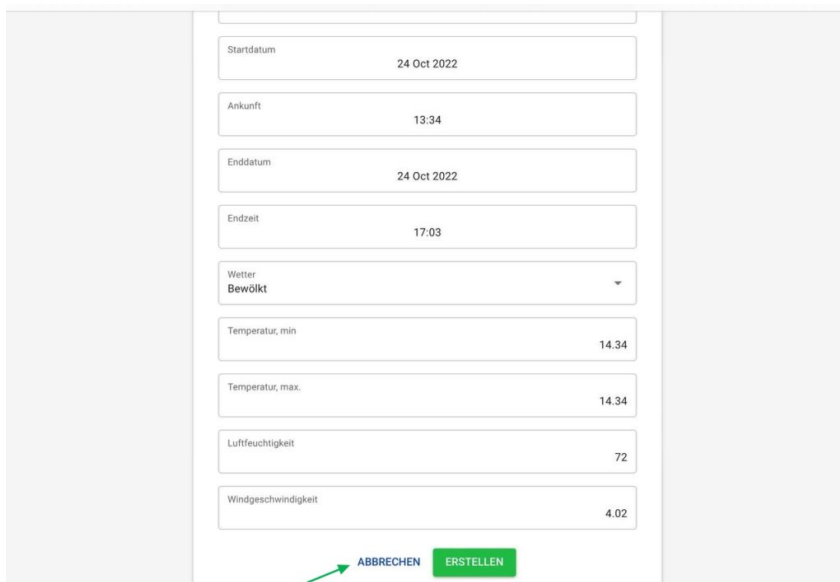 Startdatum
24 Oct 2022
Ankunft
13:34
Enddatum
24 Oct 2022
Endzeit
17:03
Wetter
Bewölkt
Temperatur, min
14.34
Temperatur, max.
14.34
Luftfeuchtigkeit
72
Windgeschwindigkeit
4.02
ABBRECHEN ERSTELLEN